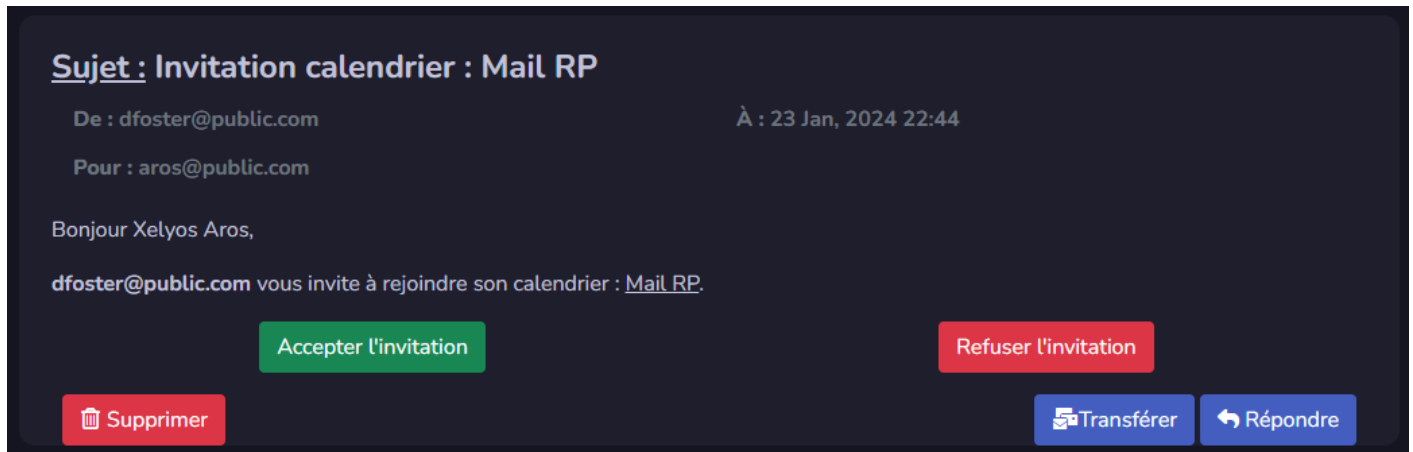 Sujet : Invitation calendrier : Mail RP
De : dfoster@public.com À : 23 Jan, 2024 22:44
Pour : aros@public.com
Bonjour Xelyos Aros,
dfoster@public.com vous invite à rejoindre son calendrier : Mail RP.
Accepter l'invitation Refuser l'invitation
Supprimer Transférer Répondre